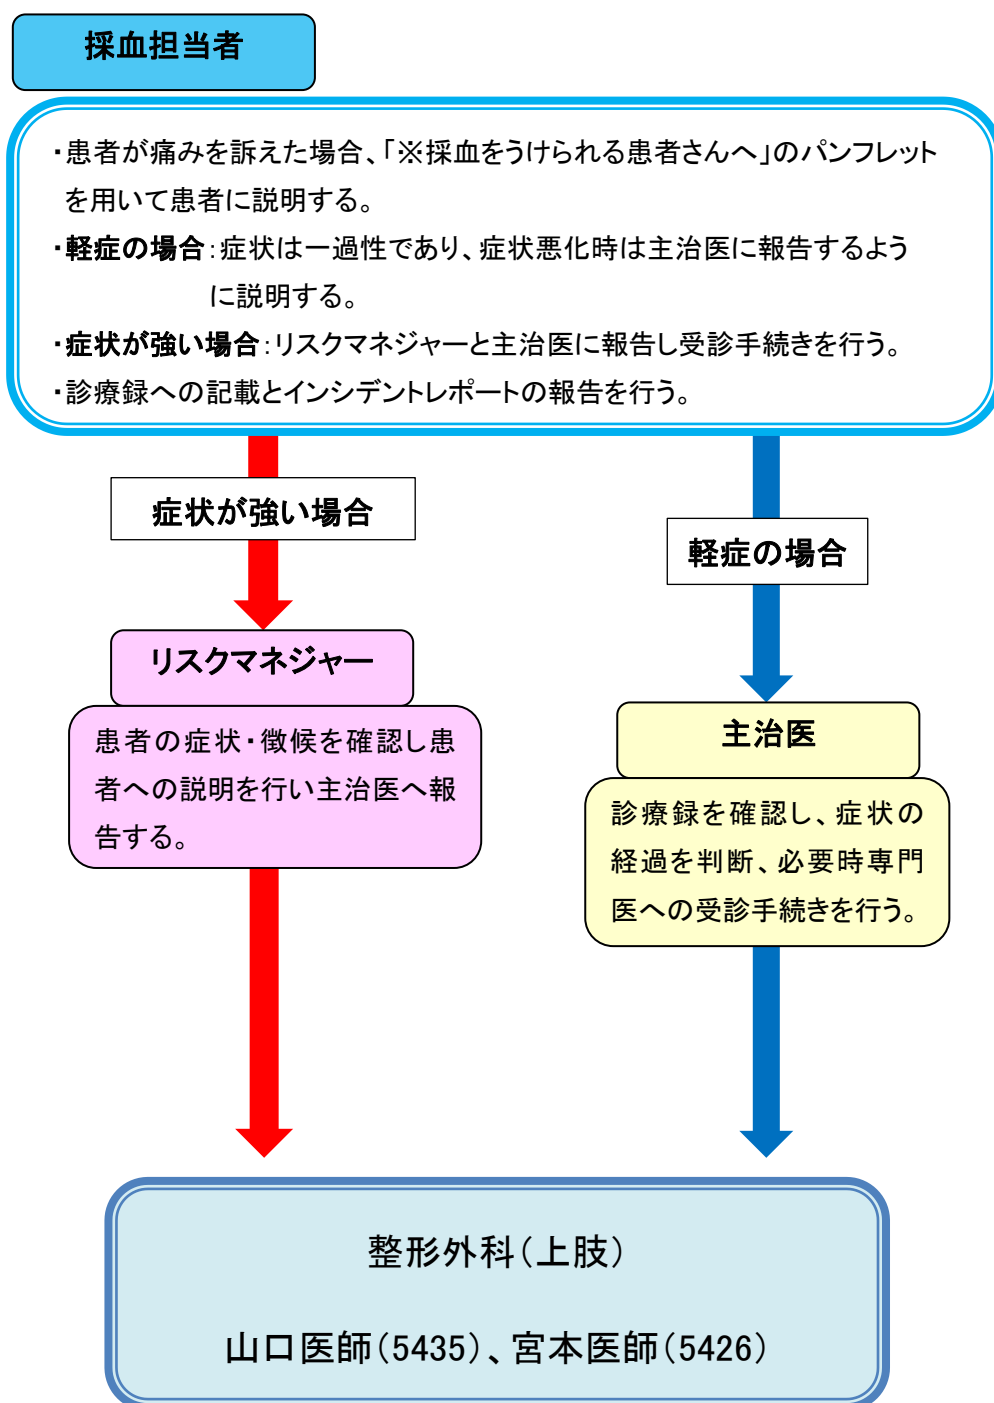 採血担当者
・患者が痛みを訴えた場合、「※採血をうけられる患者さんへ」のパンフレット
を用いて患者に説明する。
・軽症の場合：症状は一過性であり、症状悪化時は主治医に報告するよう
に説明する。
・症状が強い場合：リスクマネジャーと主治医に報告し受診手続きを行う。
・診療録への記載とインシデントレポートの報告を行う。
症状が強い場合
軽症の場合
リスクマネジャー
患者の症状・徴候を確認し患
者への説明を行い主治医へ報
告する。
主治医
診療録を確認し、症状の
経過を判断、必要時専門
医への受診手続きを行う。
整形外科（上肢）
山口医師（5435）、宮本医師（5426）